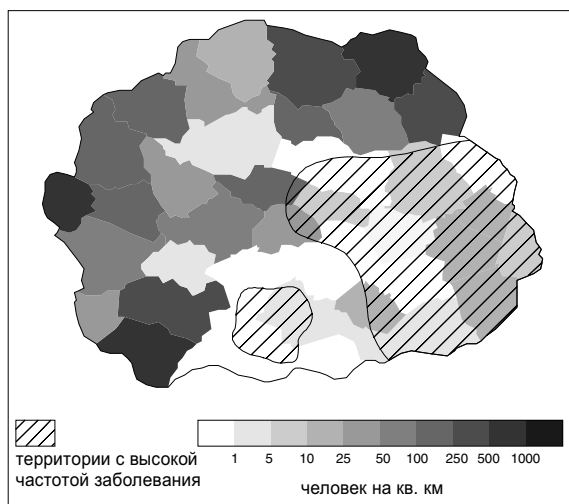 территории с высокой
частотой заболевания
1 5 10 25 50 100 250 500 1000
человек на кв. км